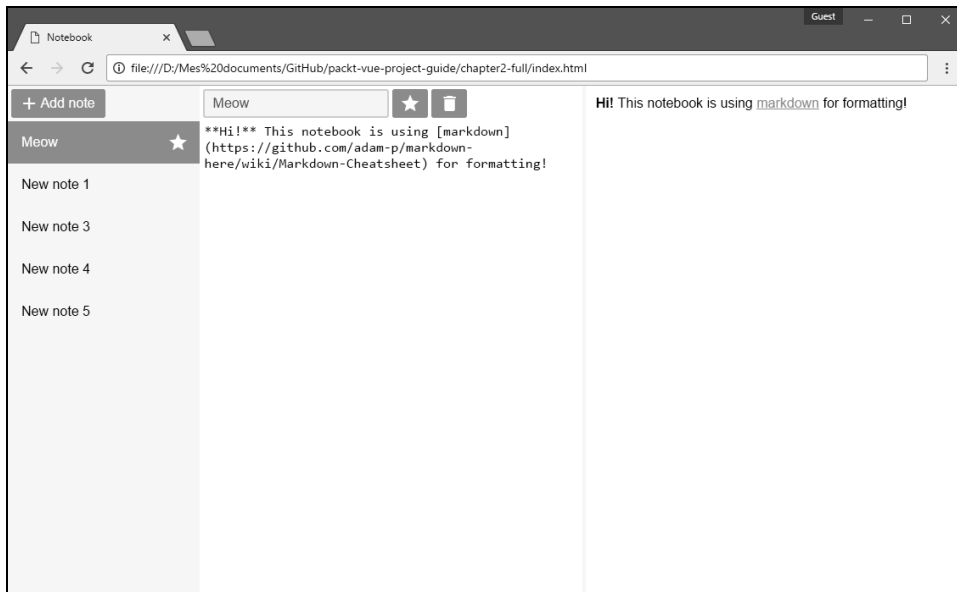 Guest
Notebook
file:///D:/Mes%20documents/GitHub/packt-vue-project-guide/chapter2-full/index.html
+ Add note
Meow
New note 1
New note 3
New note 4
New note 5
Meow
**Hi!** This notebook is using [markdown]
(https://github.com/adam-p/markdown-
here/wiki/Markdown-Cheatsheet) for formatting!
Hi! This notebook is using markdown for formatting!